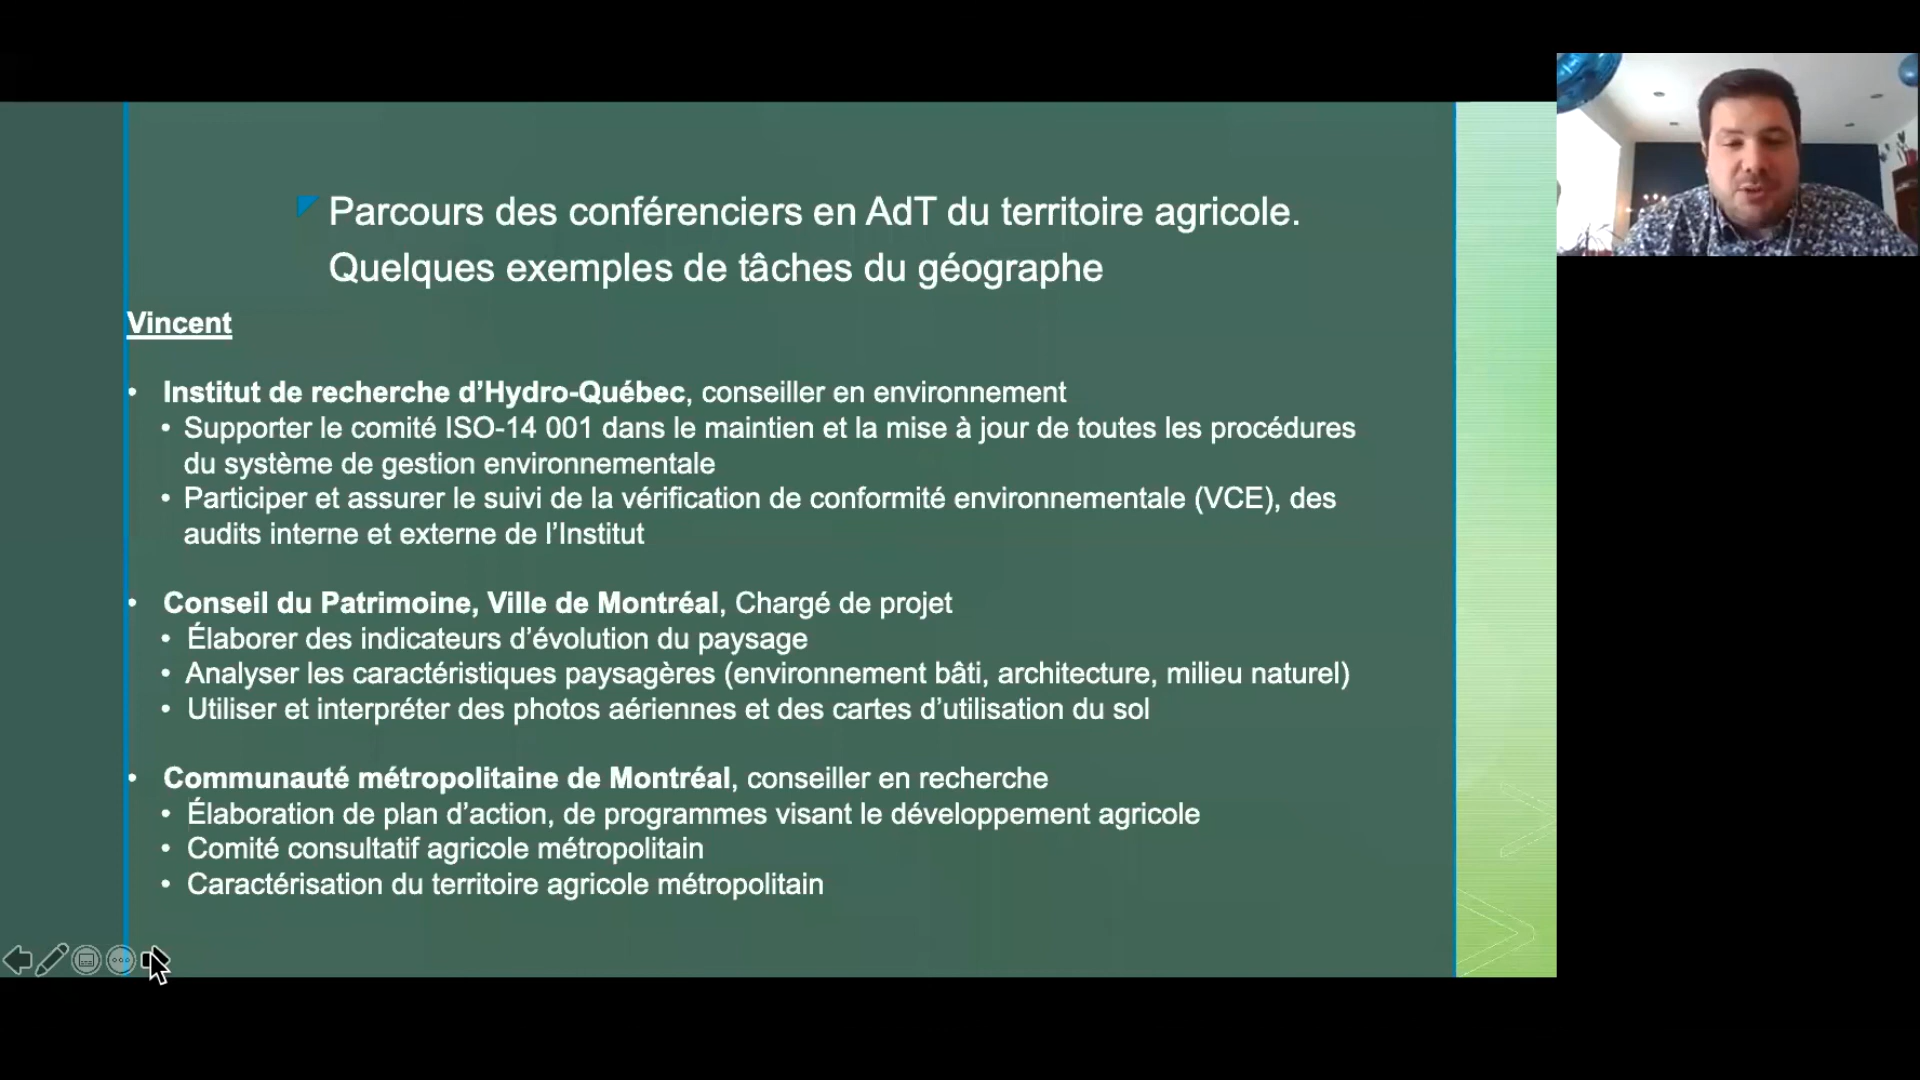 Parcours des conférenciers en AdT du territoire agricole.
Quelques exemples de tâches du géographe
Vincent
• Institut de recherche d’Hydro-Québec, conseiller en environnement
• Supporter le comité ISO-14 001 dans le maintien et la mise à jour de toutes les procédures
du système de gestion environnementale
• Participer et assurer le suivi de la vérification de conformité environnementale (VCE), des
audits interne et externe de l’Institut
• Conseil du Patrimoine, Ville de Montréal, Chargé de projet
• Élaborer des indicateurs d’évolution du paysage
• Analyser les caractéristiques paysagères (environnement bâti, architecture, milieu naturel)
• Utiliser et interpréter des photos aériennes et des cartes d’utilisation du sol
• Communauté métropolitaine de Montréal, conseiller en recherche
• Élaboration de plan d’action, de programmes visant le développement agricole
• Comité consultatif agricole métropolitain
• Caractérisation du territoire agricole métropolitain